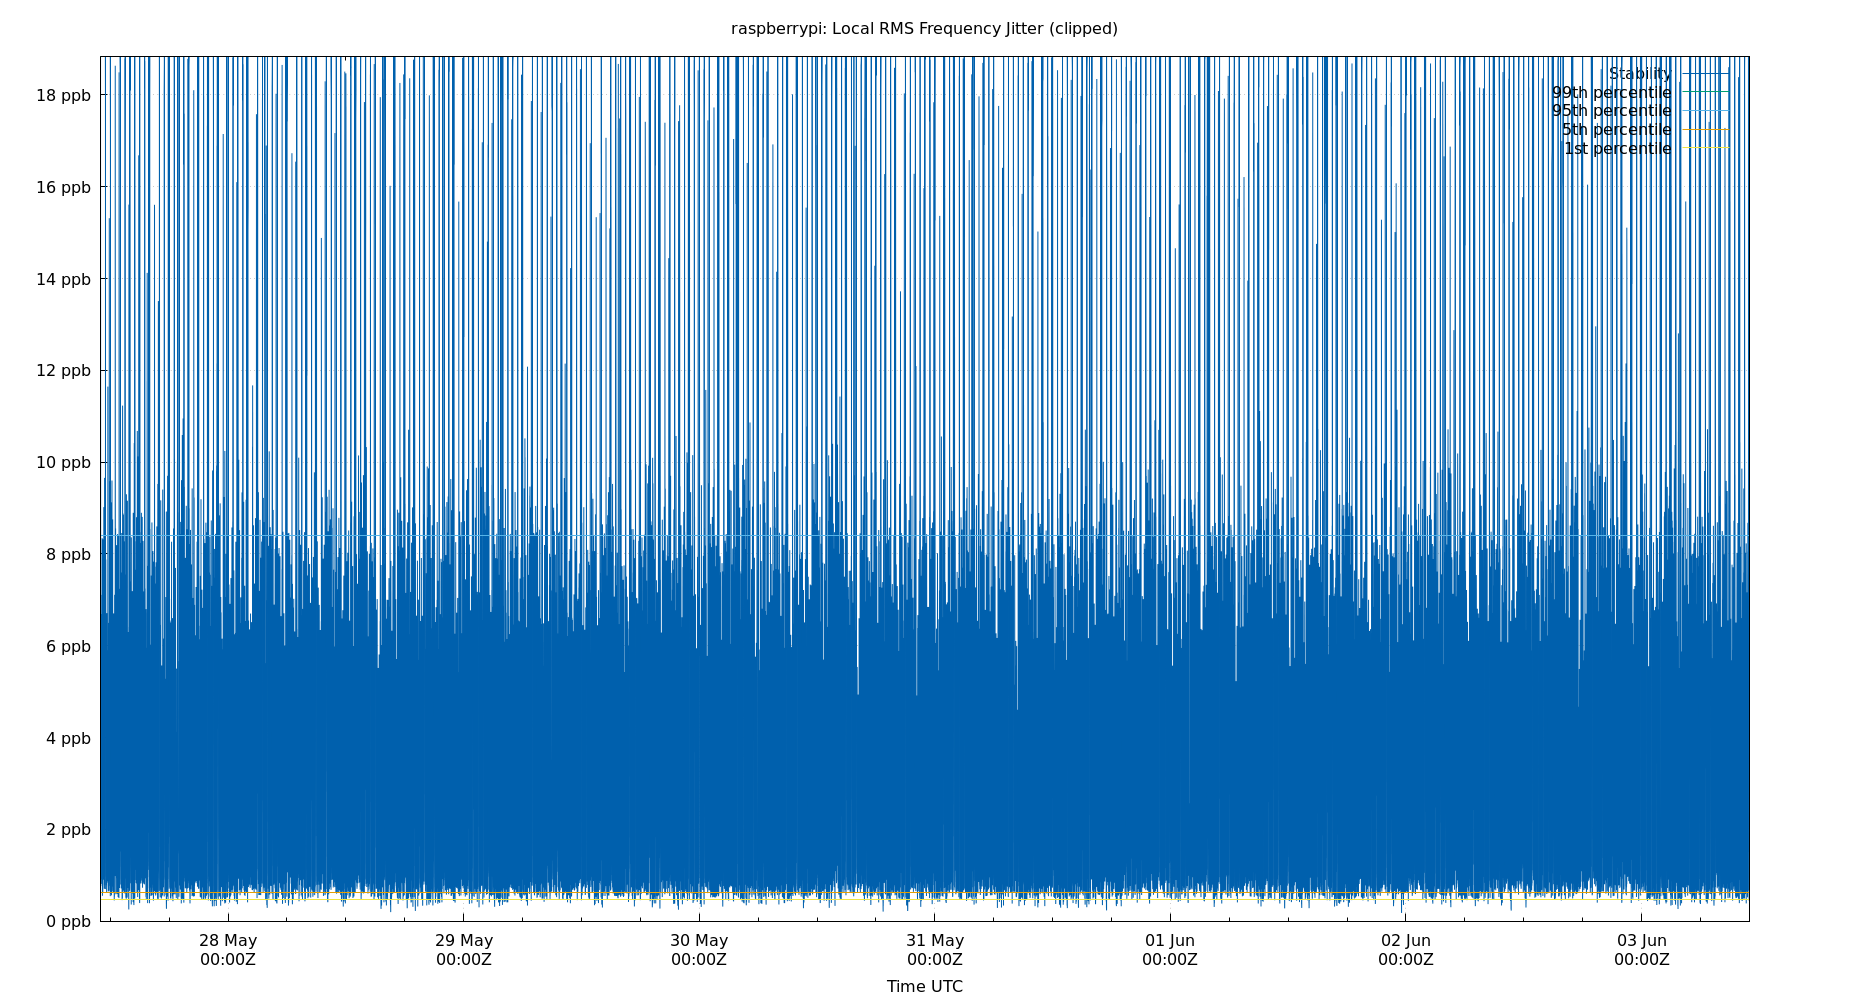 raspberrypi: Local RMS Frequency Jitter (clipped)
18 ppb
16 ppb
14 ppb
12 ppb
10 ppb
8 ppb
6 ppb
4 ppb
2 ppb
0 ppb
Stability
99th percentile
95th percentile
5th percentile
1st percentile
28 May
00:00Z
29 May
00:00Z
30 May
00:00Z
31 May
00:00Z
01 Jun
00:00Z
02 Jun
00:00Z
03 Jun
00:00Z
Time UTC